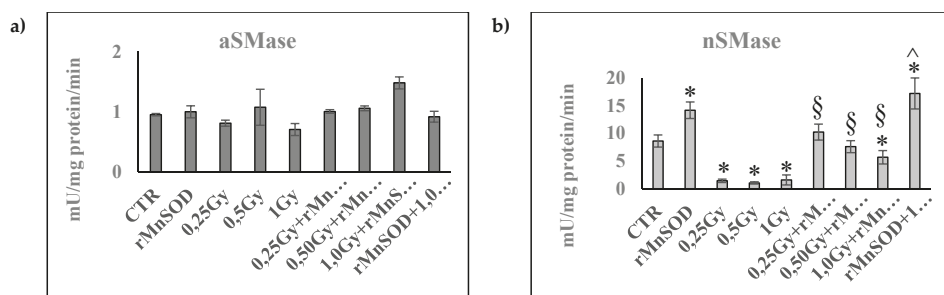 a)
aSMase
mU/mg protein/min
2
1
0
CTR
rMnSOD
0,25Gy
0,5Gy
1Gy
0,25Gy+rMn...
0,50Gy+rMn...
1,0Gy+rMnS...
rMnSOD+1,0...
b)
nSMase
mU/mg protein/min
20
15
10
5
0
*
*
*
*
§
§
§
*
^
*
CTR
rMnSOD
0,25Gy
0,5Gy
1Gy
0,25Gy+rM...
0,50Gy+rM...
1,0Gy+rMn...
rMnSOD+1...